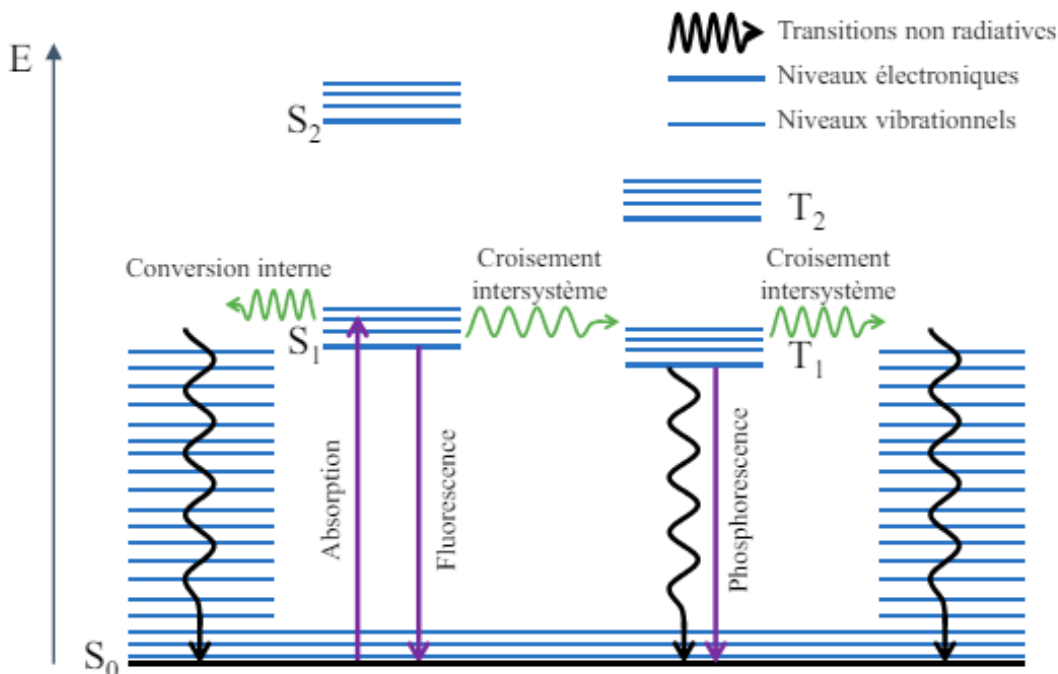 E
Transitions non radiatives
Niveaux électroniques
Niveaux vibrationnels
S2
T2
Conversion interne
Croisement
intersystème
Croisement
intersystème
S1
T1
Absorption
Fluorescence
Phosphorescence
S0